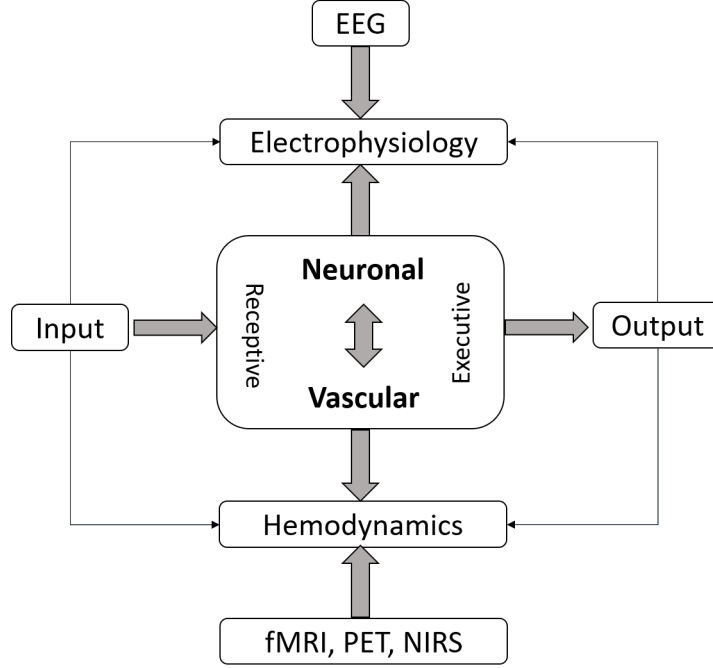 EEG
Electrophysiology
Neuronal
Receptive
Executive
Input
Output
Vascular
Hemodynamics
fMRI, PET, NIRS